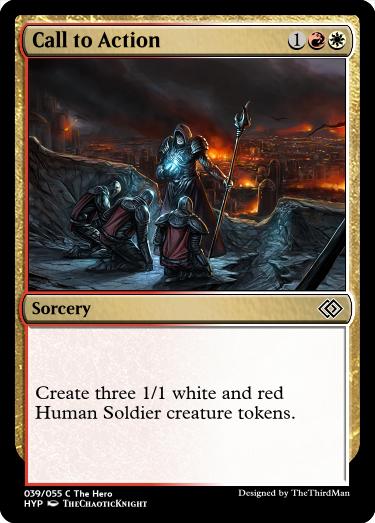 Call to Action 1
Sorcery
Create three 1/1 white and red
Human Soldier creature tokens.
039/055 C The Hero
HYP TheChaoticKnight
Designed by TheThirdMan